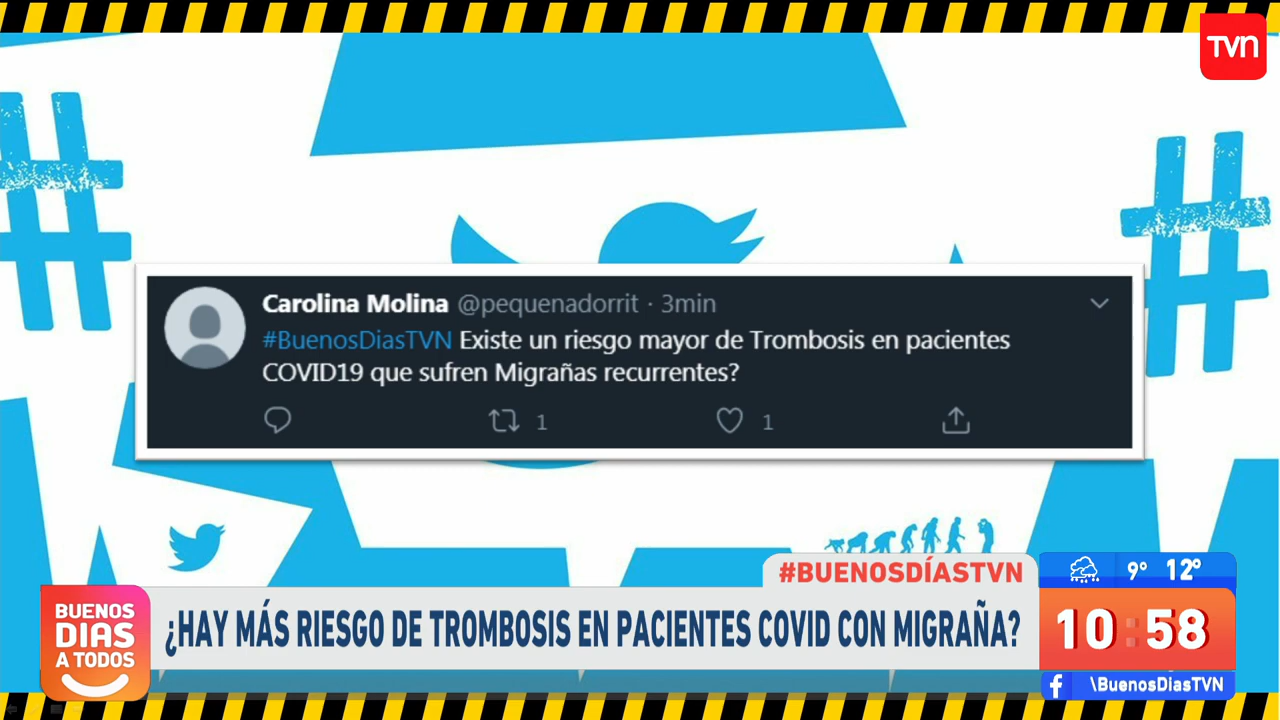 TVN
#
#
Carolina Molina @pequenadorrit · 3min
#BuenosDiasTVN Existe un riesgo mayor de Trombosis en pacientes
COVID19 que sufren Migrañas recurrentes?
1
1
#BUENOSDÍASTVN
9° 12°
BUENOS
DIAS
A TODOS
¿HAY MÁS RIESGO DE TROMBOSIS EN PACIENTES COVID CON MIGRAÑA?
10:58
f \BuenosDíasTVN